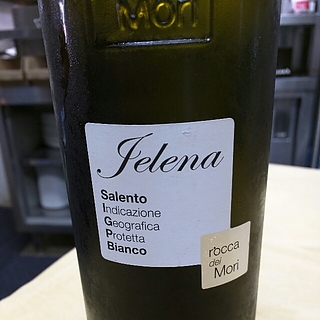 Mori
Jelena
Salento
Indicazione
Geografica
Protetta
Bianco
rocca
dei
Mori